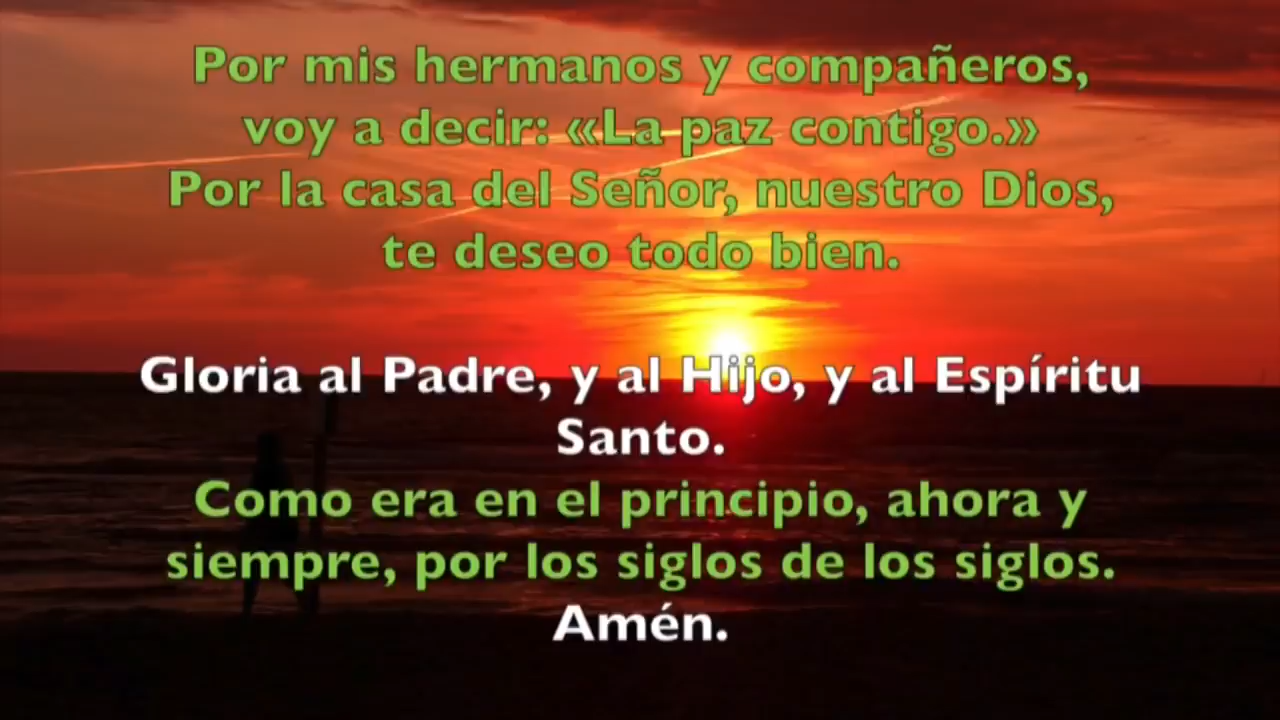 Por mis hermanos y compañeros,
voy a decir: «La paz contigo.»
Por la casa del Señor, nuestro Dios,
te deseo todo bien.
Gloria al Padre, y al Hijo, y al Espíritu
Santo.
Como era en el principio, ahora y
siempre, por los siglos de los siglos.
Amén.